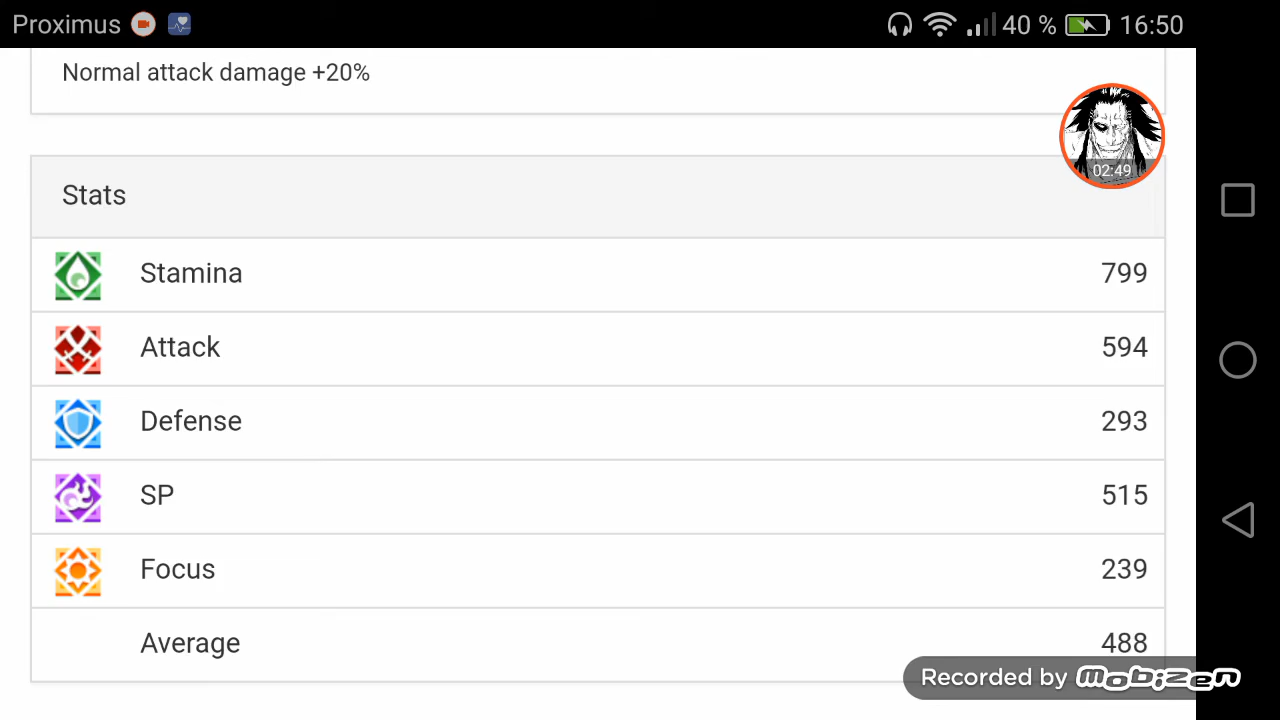 Proximus 40 % 16:50
Normal attack damage +20%
02:49
Stats
Stamina 799
Attack 594
Defense 293
SP 515
Focus 239
Average 488
Recorded by mobizen